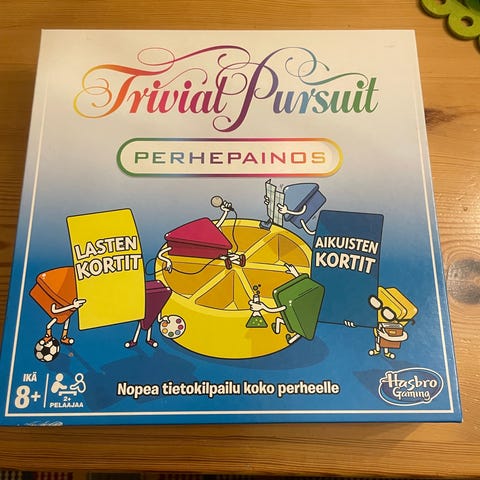 Trivial Pursuit
PERHEPAINOS
LASTEN
KORTIT
AIKUISTEN
KORTIT
IKÄ
8+
2+
PELAAJAA
Nopea tietokilpailu koko perheelle
Hasbro
Gaming